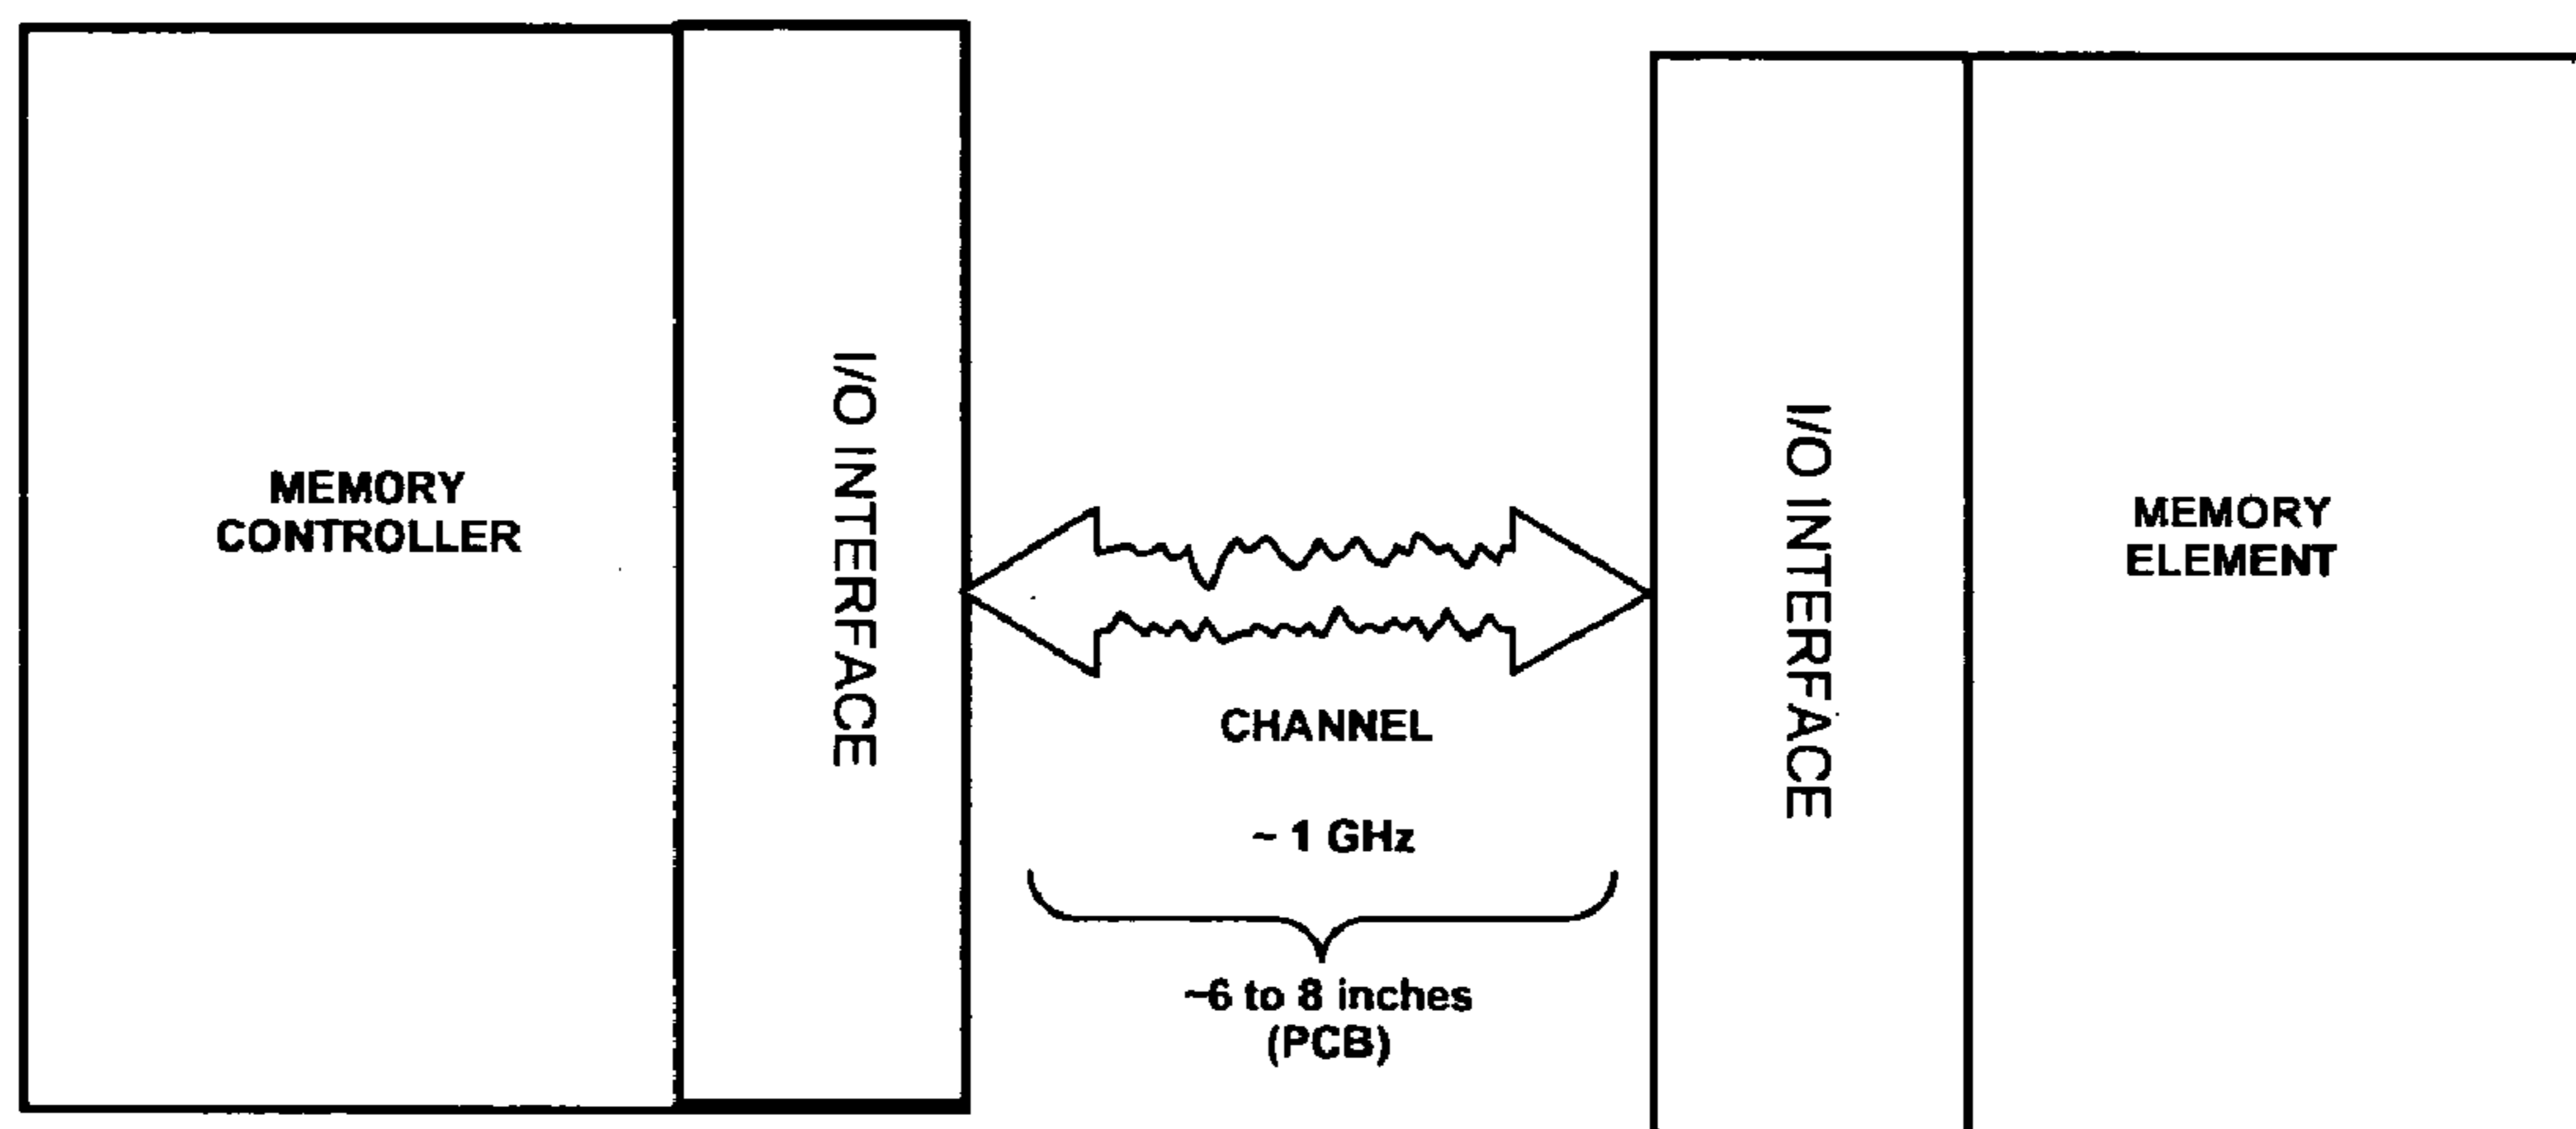 MEMORY
CONTROLLER
I/O INTERFACE
CHANNEL
~ 1 GHz
~6 to 8 inches
(PCB)
I/O INTERFACE
MEMORY
ELEMENT